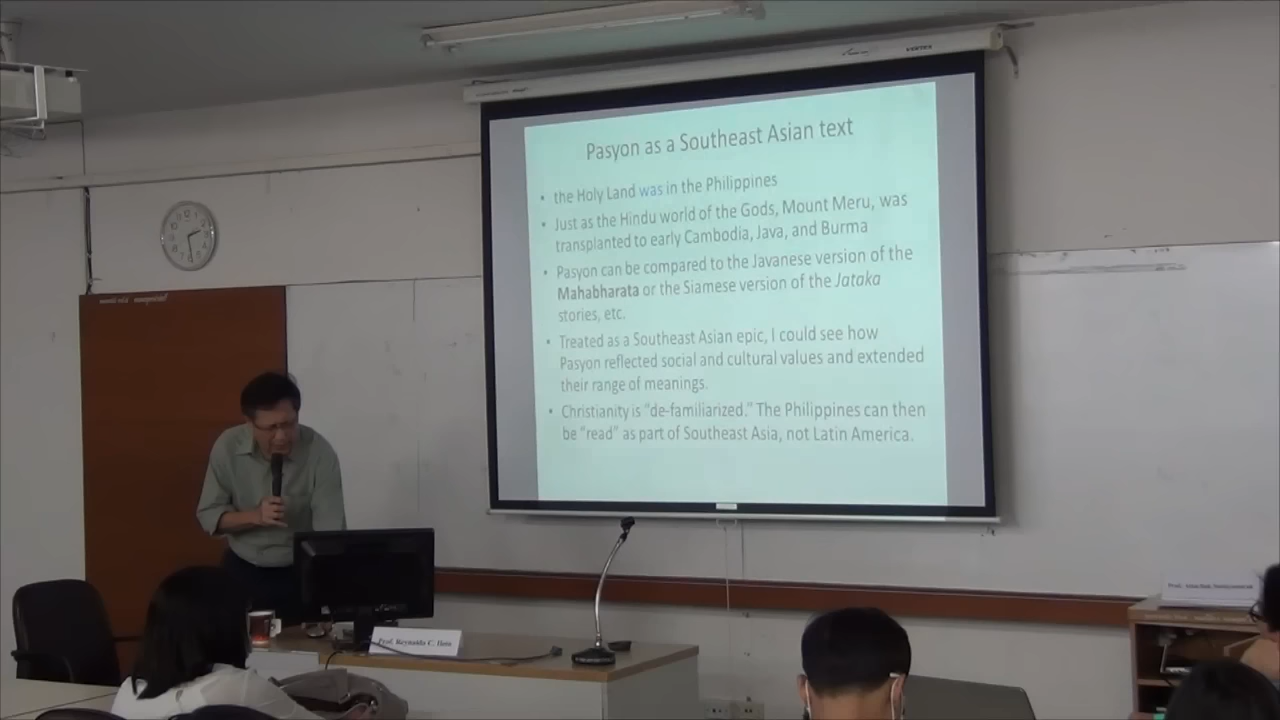 Pasyon as a Southeast Asian text
• the Holy Land was in the Philippines
• Just as the Hindu world of the Gods, Mount Meru, was
transplanted to early Cambodia, Java, and Burma
• Pasyon can be compared to the Javanese version of the
Mahabharata or the Siamese version of the Jataka
stories, etc.
• Treated as a Southeast Asian epic, I could see how
Pasyon reflected social and cultural values and extended
their range of meanings.
• Christianity is “de-familiarized.” The Philippines can then
be “read” as part of Southeast Asia, not Latin America.
Prof. Reynaldo C. Ileto
Prof.